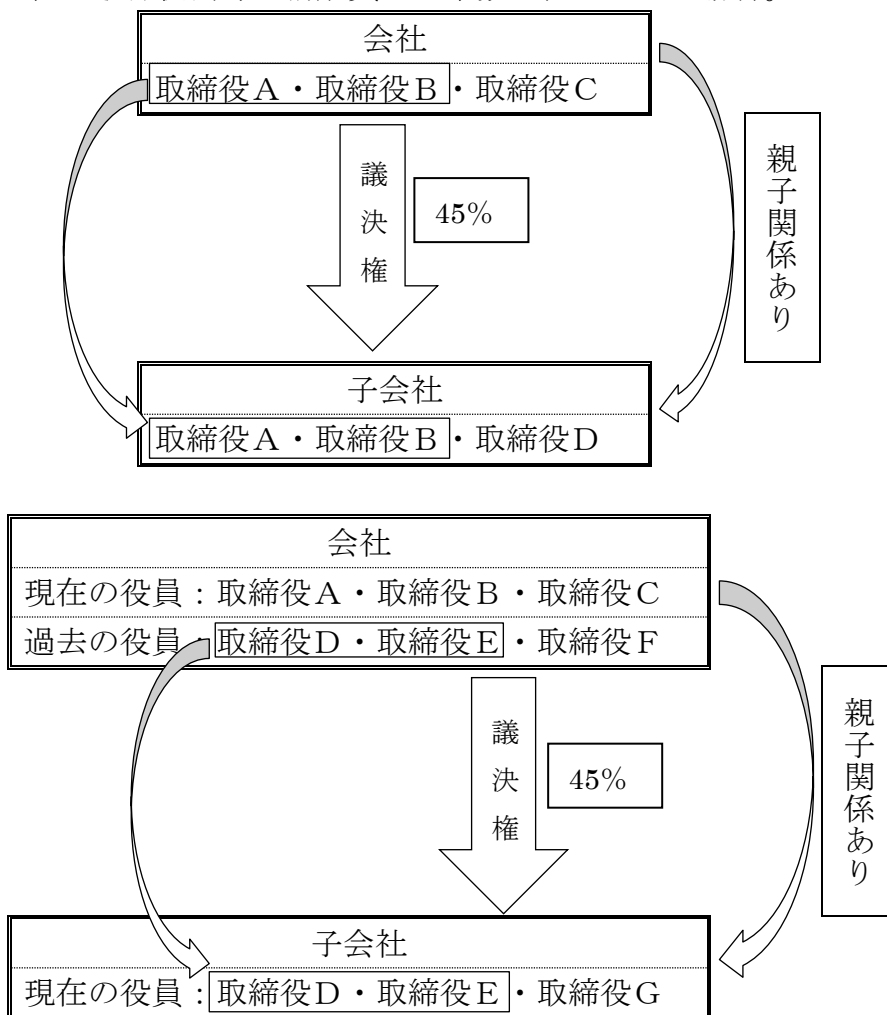 会社
取締役A・取締役B・取締役C
議決権
45%
親子関係あり
子会社
取締役A・取締役B・取締役D
会社
現在の役員：取締役A・取締役B・取締役C
過去の役員：取締役D・取締役E・取締役F
議決権
45%
親子関係あり
子会社
現在の役員：取締役D・取締役E・取締役G